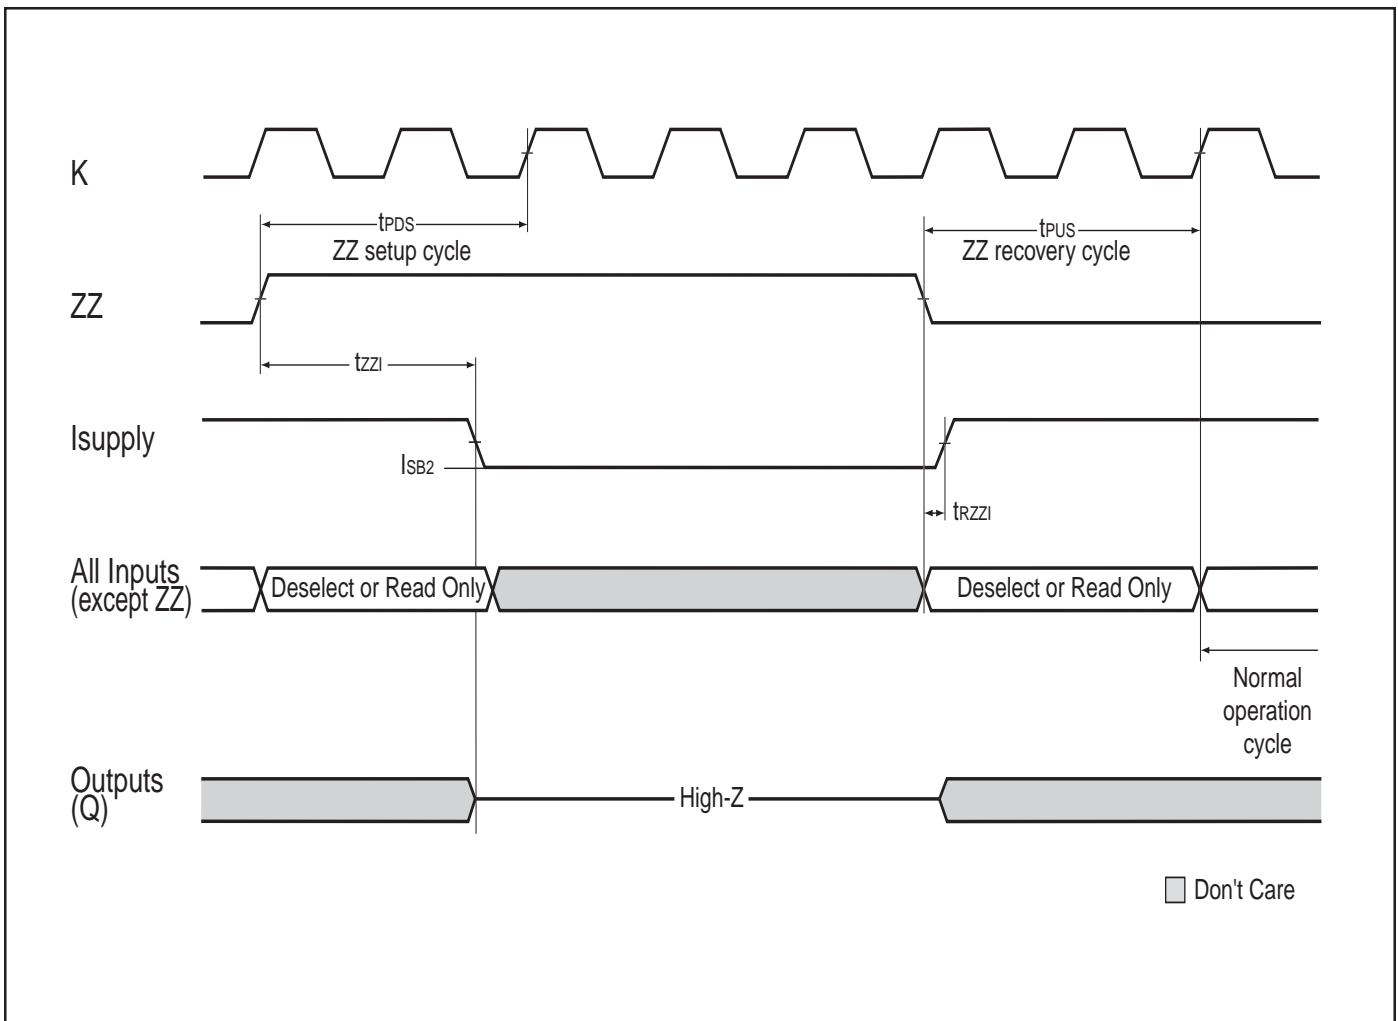 K
tPDS
ZZ setup cycle
tPUS
ZZ recovery cycle
ZZ
tZZI
Isupply
ISB2
tRZZI
All Inputs
(except ZZ)
Deselect or Read Only
Deselect or Read Only
Normal
operation
cycle
Outputs
(Q)
High-Z
Don't Care